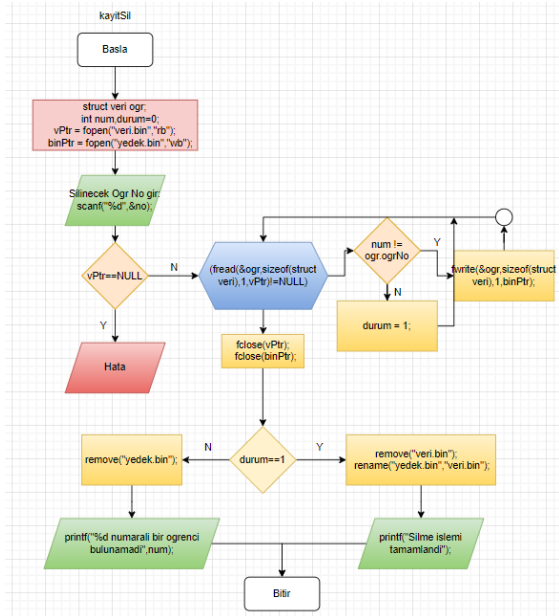 kayitSil
Basla
struct veri ogr;
int num,durum=0;
vPtr = fopen("veri.bin","rb");
binPtr = fopen("yedek.bin","wb");
Silinecek Ogr No gir:
scanf("%d",&no);
vPtr==NULL
N
Y
Hata
(fread(&ogr,sizeof(struct
veri),1,vPtr)!=NULL)
num !=
ogr.ogrNo
Y
N
fwrite(&ogr,sizeof(struct
veri),1,binPtr);
durum = 1;
fclose(vPtr);
fclose(binPtr);
durum==1
N
Y
remove("yedek.bin");
remove("veri.bin");
rename("yedek.bin","veri.bin");
printf("%d numarali bir ogrenci
bulunamadi",num);
printf("Silme islemi
tamamlandi");
Bitir